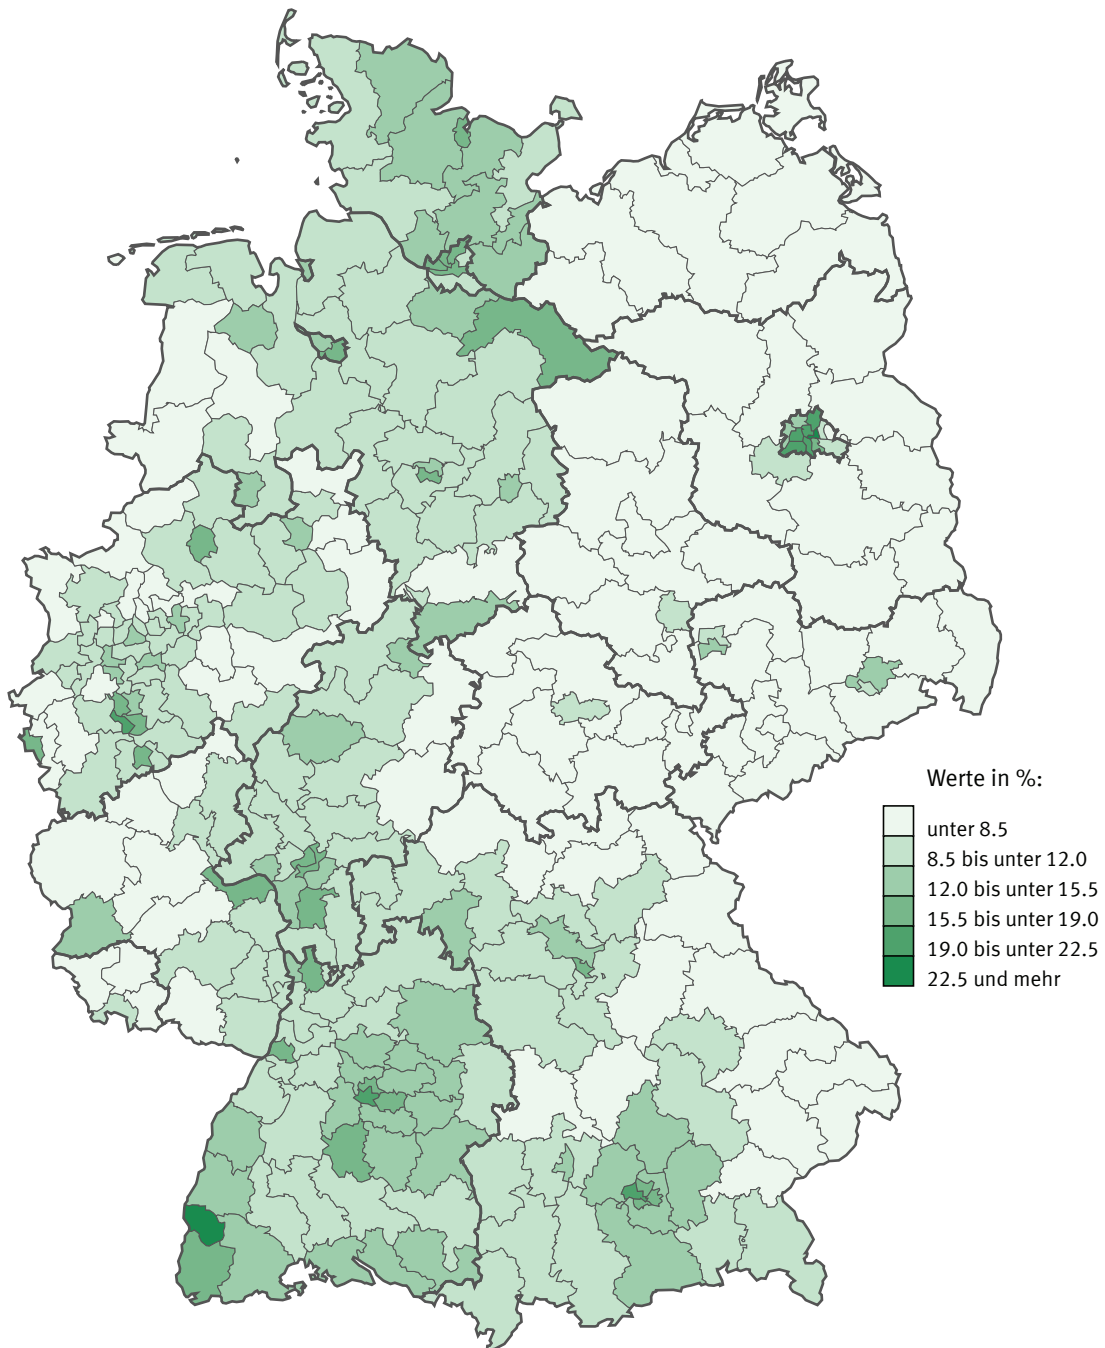 Werte in %:
unter 8.5
8.5 bis unter 12.0
12.0 bis unter 15.5
15.5 bis unter 19.0
19.0 bis unter 22.5
22.5 und mehr